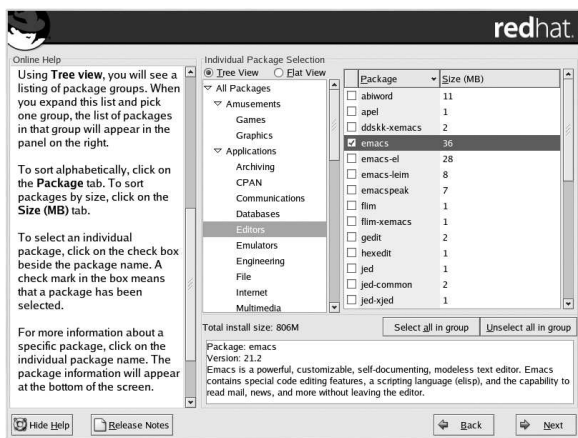 redhat.
Online Help
Using Tree view, you will see a
listing of package groups. When
you expand this list and pick
one group, the list of packages
in that group will appear in the
panel on the right.
To sort alphabetically, click on
the Package tab. To sort
packages by size, click on the
Size (MB) tab.
To select an individual
package, click on the check box
beside the package name. A
check mark in the box means
that a package has been
selected.
For more information about a
specific package, click on the
individual package name. The
package information will appear
at the bottom of the screen.
Individual Package Selection
Tree View Flat View
All Packages
Amusements
Games
Graphics
Applications
Archiving
CPAN
Communications
Databases
Editors
Emulators
Engineering
File
Internet
Multimedia
Package Size (MB)
abiword 11
apel 1
ddskk-xemacs 2
emacs 36
emacs-el 28
emacs-leim 8
emacspeak 7
flim 1
flim-xemacs 1
gedit 2
hexedit 1
jed 1
jed-common 2
jed-xjed 1
Total install size: 806M
Select all in group Unselect all in group
Package: emacs
Version: 21.2
Emacs is a powerful, customizable, self-documenting, modeless text editor. Emacs
contains special code editing features, a scripting language (elisp), and the capability to
read mail, news, and more without leaving the editor.
Hide Help Release Notes Back Next